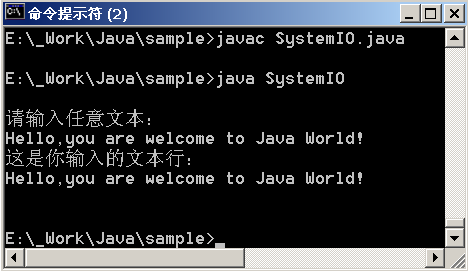 命令提示符 (2)
E:\_Work\Java\sample>javac SystemIO.java
E:\_Work\Java\sample>java SystemIO
请输入任意文本:
Hello,you are welcome to Java World!
这是你输入的文本行:
Hello,you are welcome to Java World!
E:\_Work\Java\sample>_